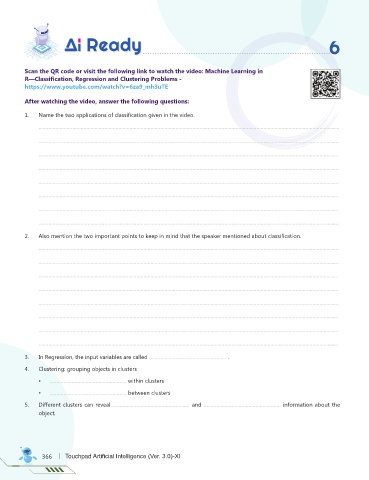 Ai Ready
6
Scan the QR code or visit the following link to watch the video: Machine Learning in
R—Classification, Regression and Clustering Problems -
https://www.youtube.com/watch?v=6za9_mh3uTE
After watching the video, answer the following questions:
1. Name the two applications of classification given in the video.
2. Also mention the two important points to keep in mind that the speaker mentioned about classification.
3. In Regression, the input variables are called ............................................... .
4. Clustering: grouping objects in clusters
• ............................................... within clusters
• ............................................... between clusters
5. Different clusters can reveal ............................................... and ............................................... information about the
object.
366 | Touchpad Artificial Intelligence (Ver. 3.0)-XI